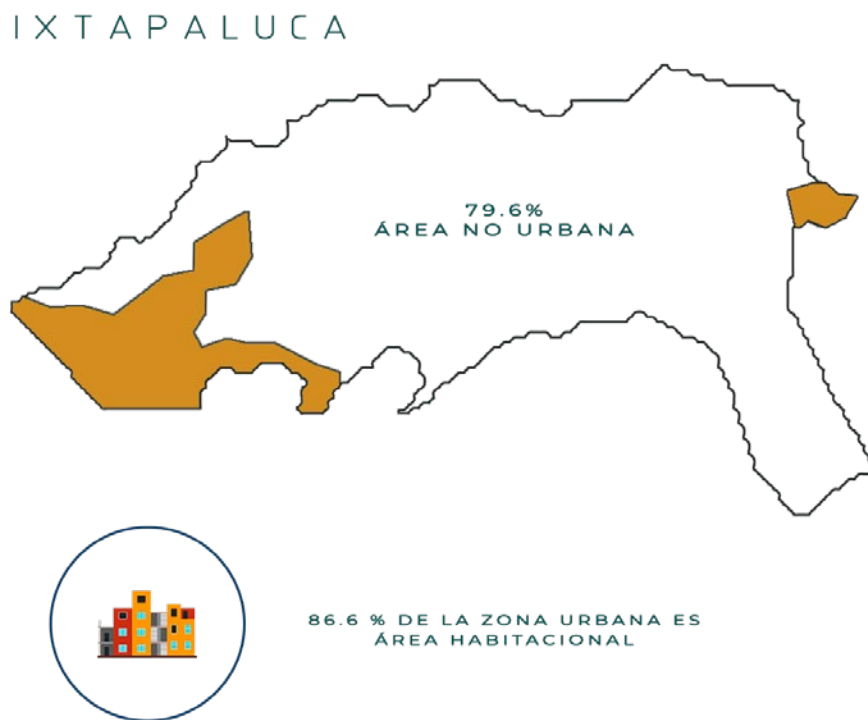 IXTAPALUCA
79.6%
ÁREA NO URBANA
86.6 % DE LA ZONA URBANA ES
ÁREA HABITACIONAL